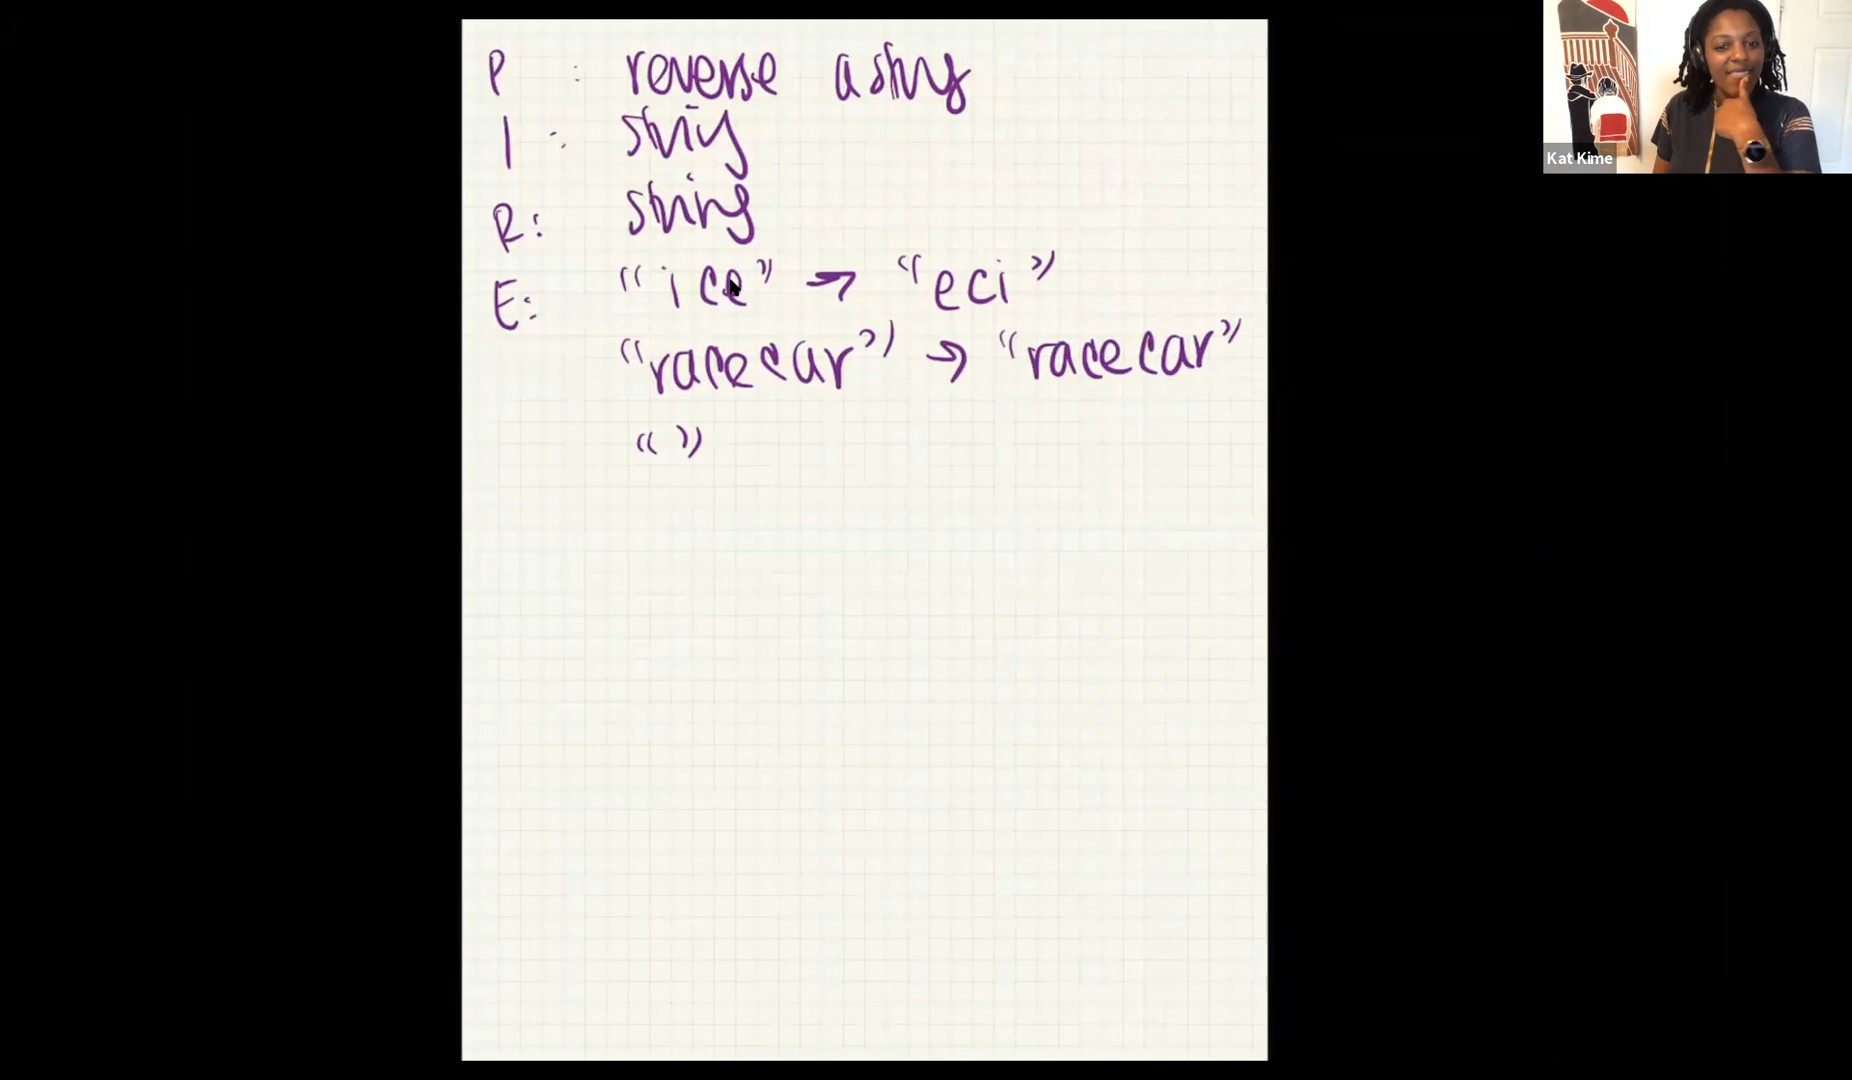 P : reverse a string
I : string
R: string
E: "ice" → "eci"
"racecar" → "racecar"
" "
Kat Kime